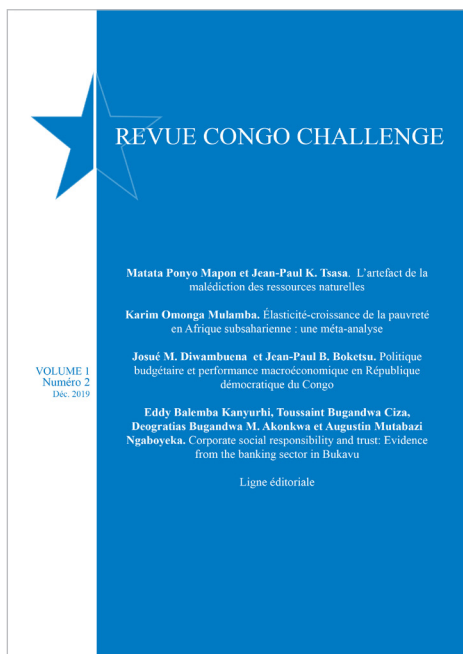 REVUE CONGO CHALLENGE
Matata Ponyo Mapon et Jean-Paul K. Tsasa. L'artefact de la
malédiction des ressources naturelles
Karim Omonga Mulamba. Élasticité-croissance de la pauvreté
en Afrique subsaharienne : une méta-analyse
Josué M. Diwambuena et Jean-Paul B. Boketsu. Politique
budgétaire et performance macroéconomique en République
démocratique du Congo
Eddy Balemba Kanyurhi, Toussaint Bugandwa Ciza,
Deogratias Bugandwa M. Akonkwa et Augustin Mutabazi
Ngaboyeka. Corporate social responsibility and trust: Evidence
from the banking sector in Bukavu
Ligne éditoriale
VOLUME 1
Numéro 2
Déc. 2019